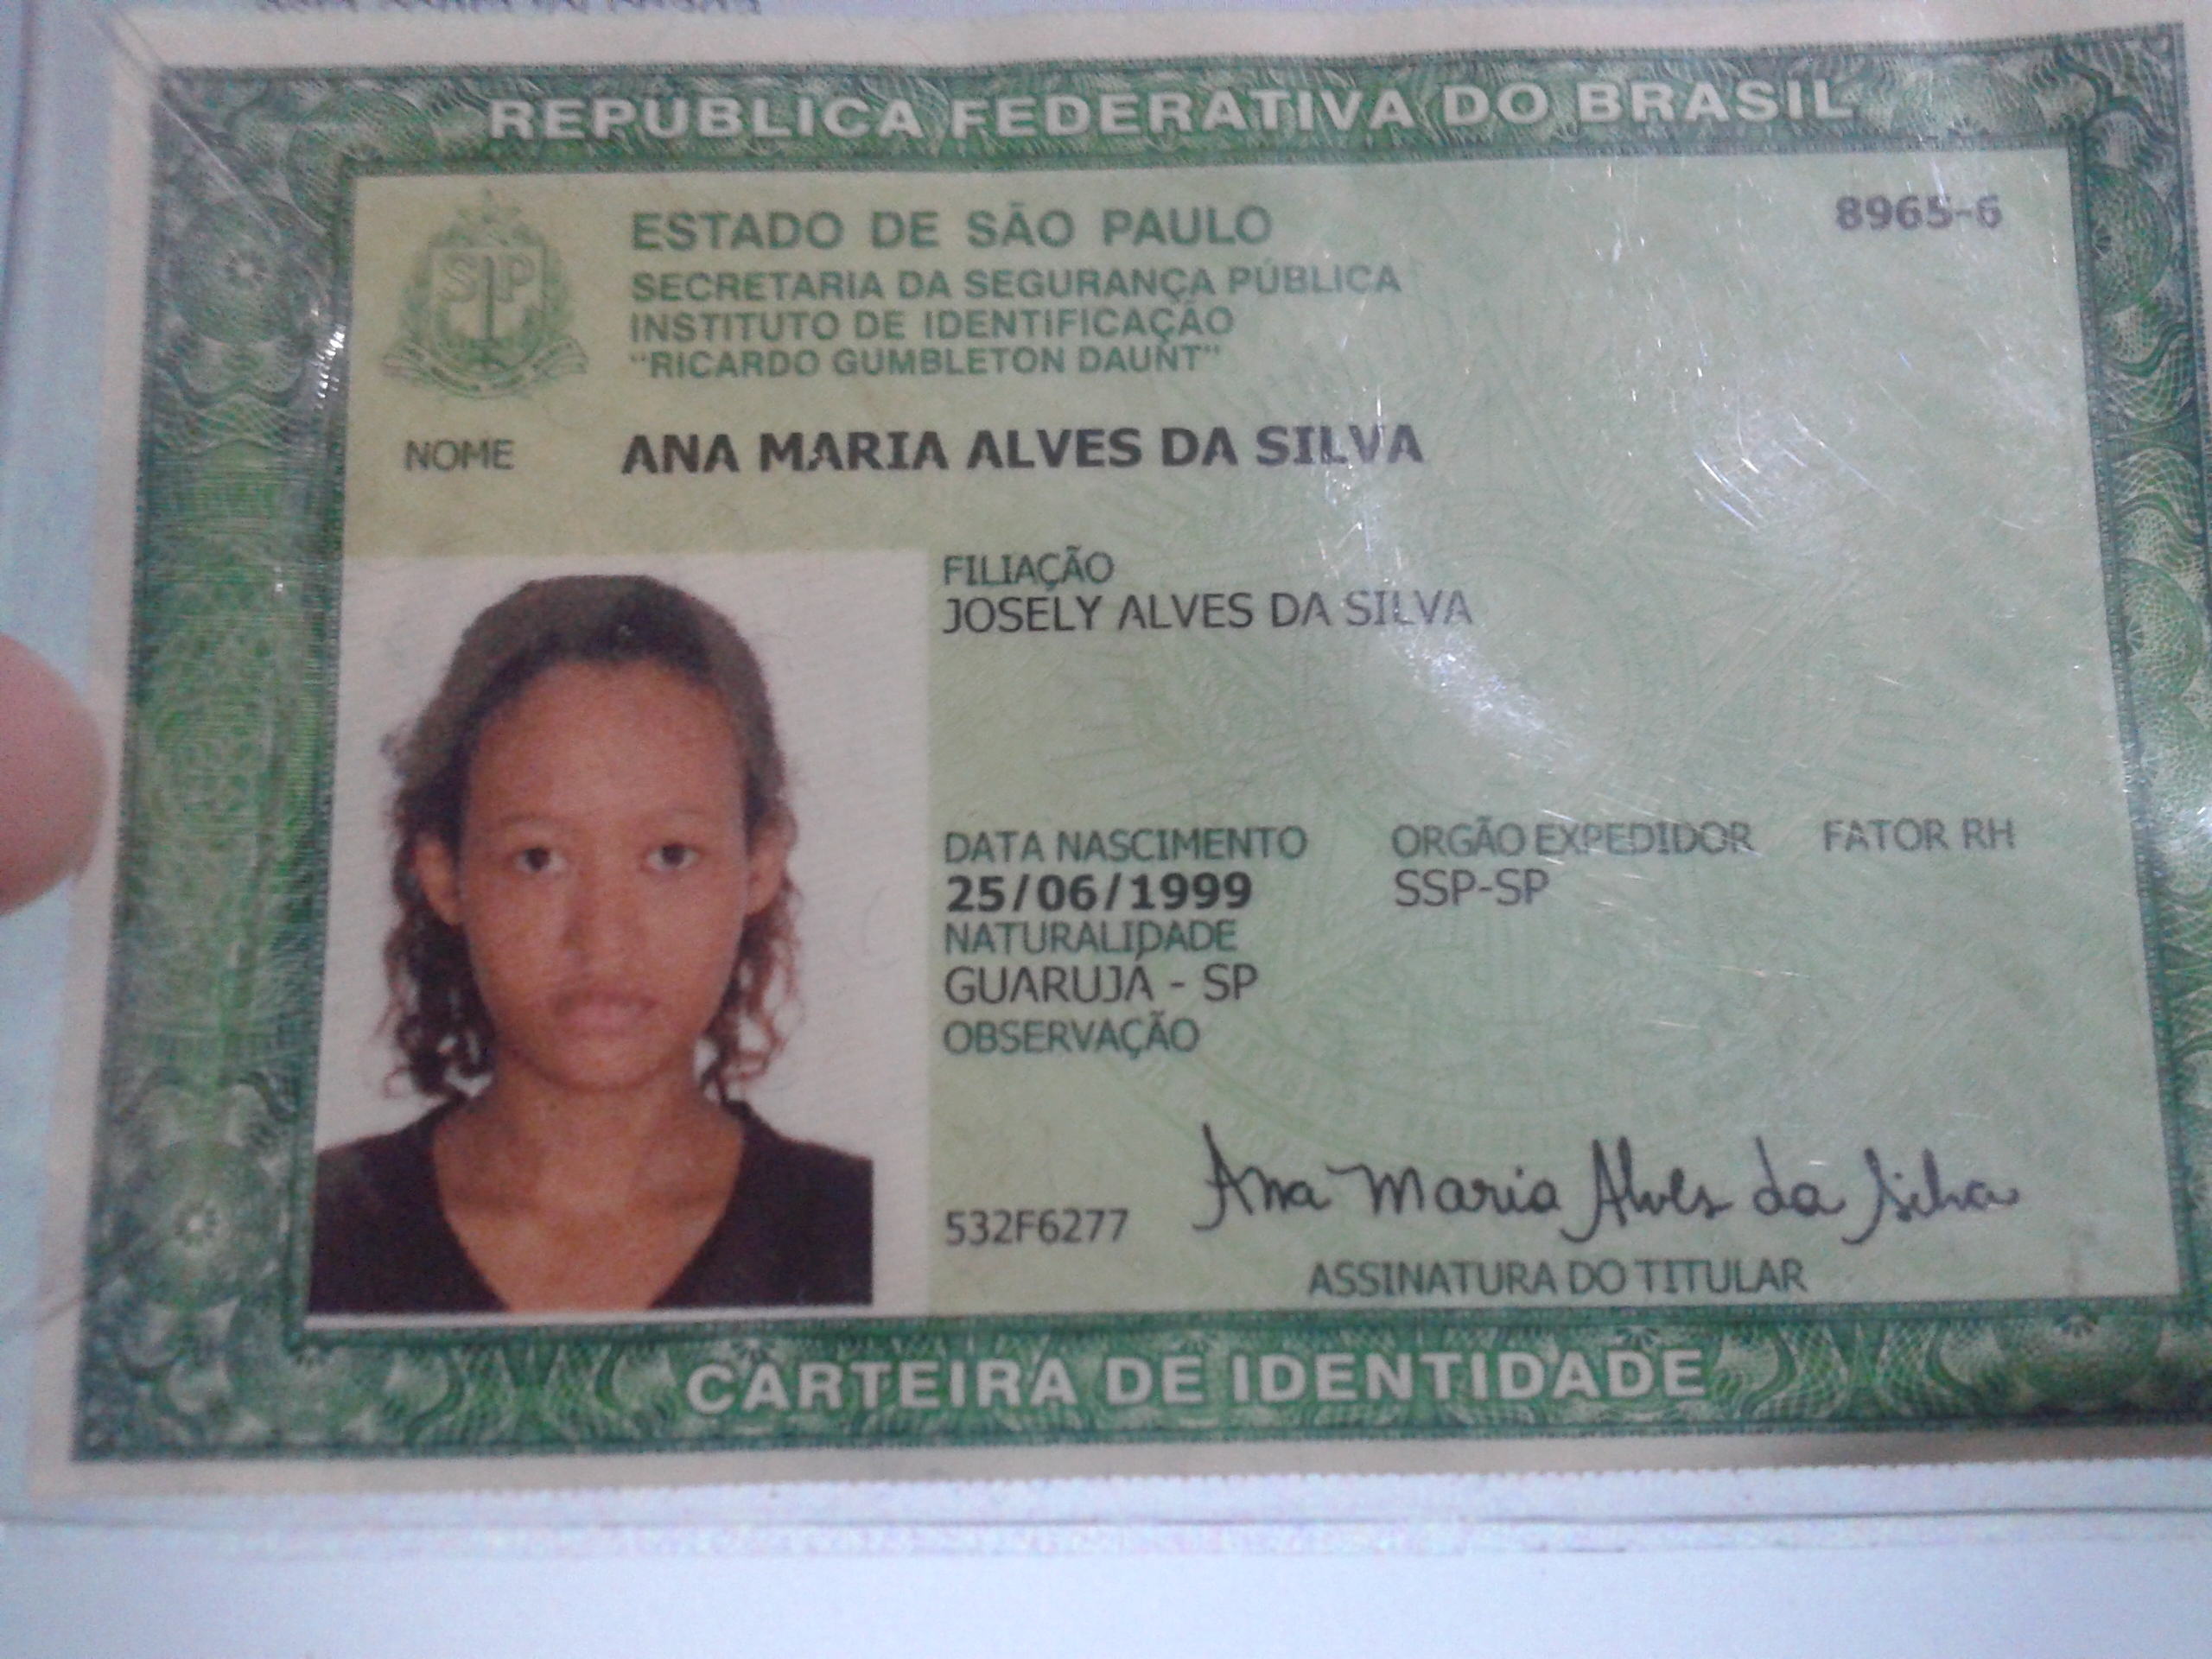 REPÚBLICA FEDERATIVA DO BRASIL
8965-6
SP
ESTADO DE SÃO PAULO
SECRETARIA DA SEGURANÇA PÚBLICA
INSTITUTO DE IDENTIFICAÇÃO
"RICARDO GUMBLETON DAUNT"
NOME ANA MARIA ALVES DA SILVA
FILIAÇÃO
JOSELY ALVES DA SILVA
DATA NASCIMENTO ORGÃO EXPEDIDOR FATOR RH
25/06/1999 SSP-SP
NATURALIDADE
GUARUJÁ - SP
OBSERVAÇÃO
Ana Maria Alves da Silva
532F6277
ASSINATURA DO TITULAR
CARTEIRA DE IDENTIDADE